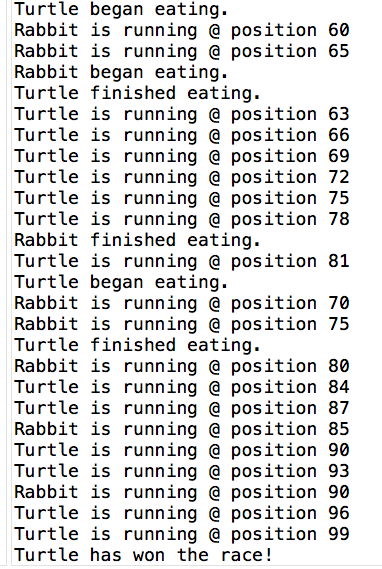 Turtle began eating.
Rabbit is running @ position 60
Rabbit is running @ position 65
Rabbit began eating.
Turtle finished eating.
Turtle is running @ position 63
Turtle is running @ position 66
Turtle is running @ position 69
Turtle is running @ position 72
Turtle is running @ position 75
Turtle is running @ position 78
Rabbit finished eating.
Turtle is running @ position 81
Turtle began eating.
Rabbit is running @ position 70
Rabbit is running @ position 75
Turtle finished eating.
Rabbit is running @ position 80
Turtle is running @ position 84
Turtle is running @ position 87
Rabbit is running @ position 85
Turtle is running @ position 90
Turtle is running @ position 93
Rabbit is running @ position 90
Turtle is running @ position 96
Turtle is running @ position 99
Turtle has won the race!